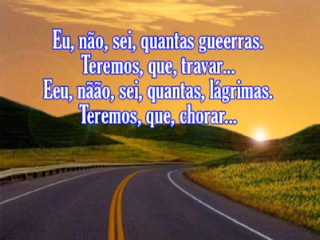 Eu, não, sei, quantas gueerras.
Teremos, que, travar...
Eeu, nããо, sei, quantas, lágrimas.
Teremos, que, chorar...